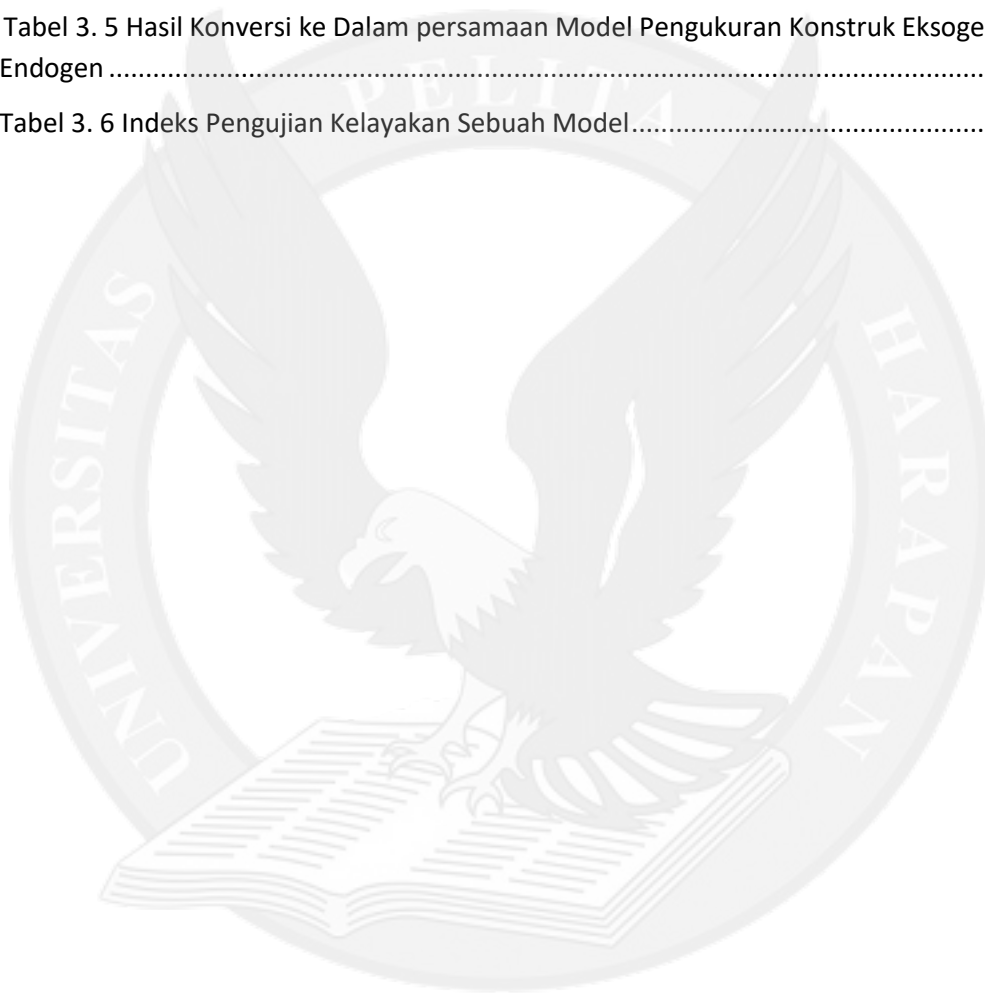 Tabel 3. 5 Hasil Konversi ke Dalam persamaan Model Pengukuran Konstruk Eksoge
Endogen ........................................................................................................................
Tabel 3. 6 Indeks Pengujian Kelayakan Sebuah Model ................................................
UNIVERSITAS PELITA HARAPAN